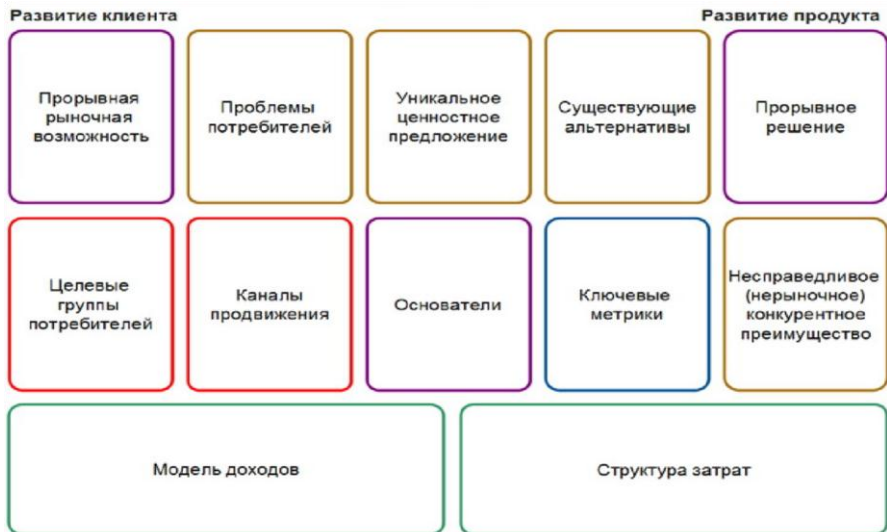 Развитие клиента
Развитие продукта
Прорывная
рыночная
возможность
Проблемы
потребителей
Уникальное
ценностное
предложение
Существующие
альтернативы
Прорывное
решение
Целевые
группы
потребителей
Каналы
продвижения
Основатели
Ключевые
метрики
Несправедливое
(нерыночное)
конкурентное
преимущество
Модель доходов
Структура затрат